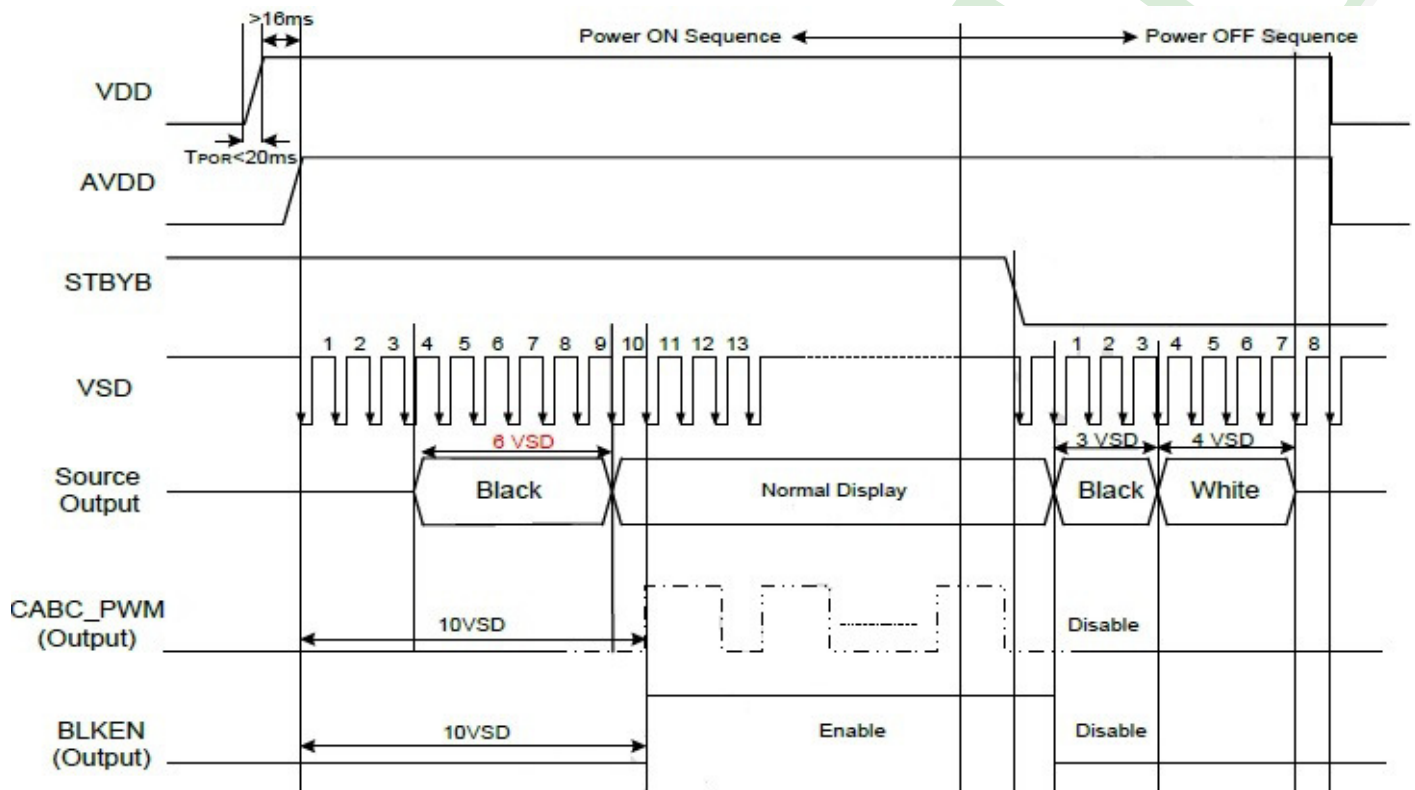 >16ms
Power ON Sequence
Power OFF Sequence
VDD
TPOR<20ms
AVDD
STBYB
1 2 3 4 5 6 7 8 9 10 11 12 13
1 2 3 4 5 6 7 8
VSD
6 VSD
3 VSD
4 VSD
Source
Output
Black
Normal Display
Black
White
CABC_PWM
(Output)
10VSD
Disable
BLKEN
(Output)
10VSD
Enable
Disable